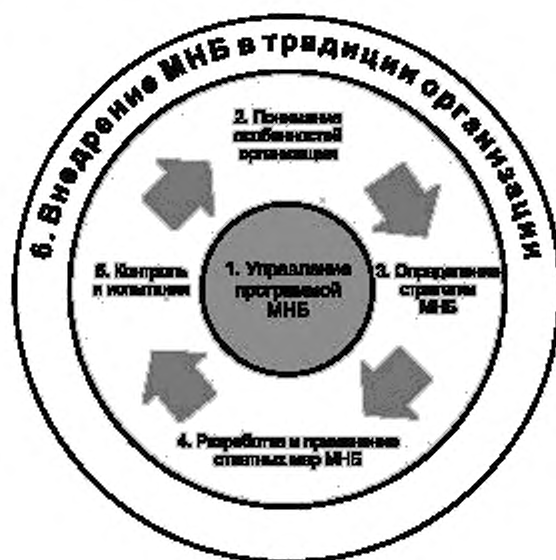 6. Внедрение МНБ в традиции организации
2. Понимание
особенностей
организации
5. Контроль
и испытания
1. Управление
программой
МНБ
3. Определение
стратегии
МНБ
4. Разработка и применение
ответных мер МНБ